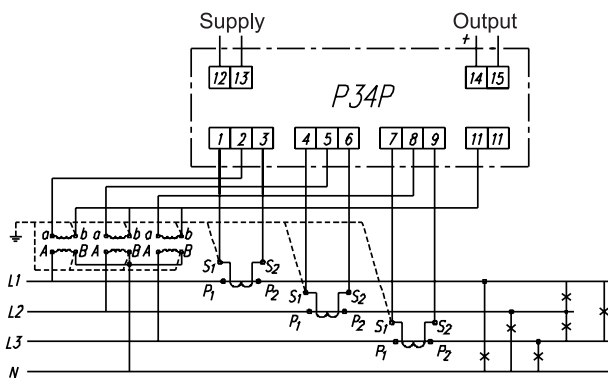 Supply Output
+
12 13 14 15
P34P
1 2 3 4 5 6 7 8 9 11 11
a b a b a b
A B A B A B
S1 S2
L1 P1 P2
S1 S2
L2 P1 P2
S1 S2
L3 P1 P2
N